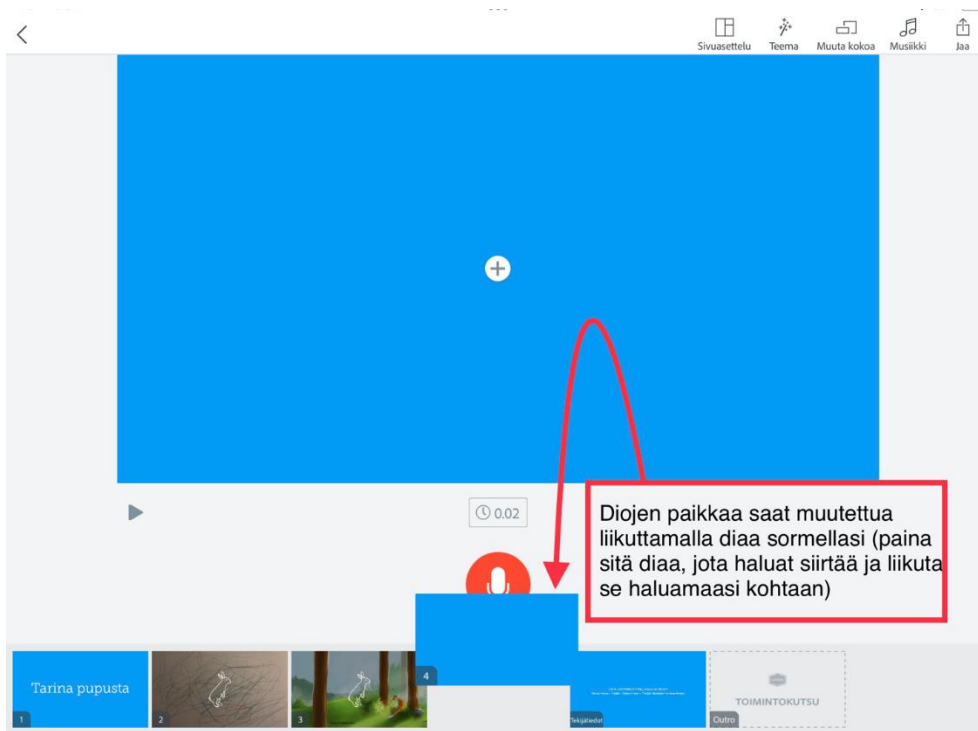 Sivuasettelu
Teema
Muuta kokoa
Musiikki
Jaa
0.02
Diojen paikkaa saat muutettua
liikuttamalla diaa sormellasi (paina
sitä diaa, jota haluat siirtää ja liikuta
se haluamaasi kohtaan)
Tarina pupusta
1
2
3
4
Tekijätiedot
TOIMINTOKUTSU
Outro